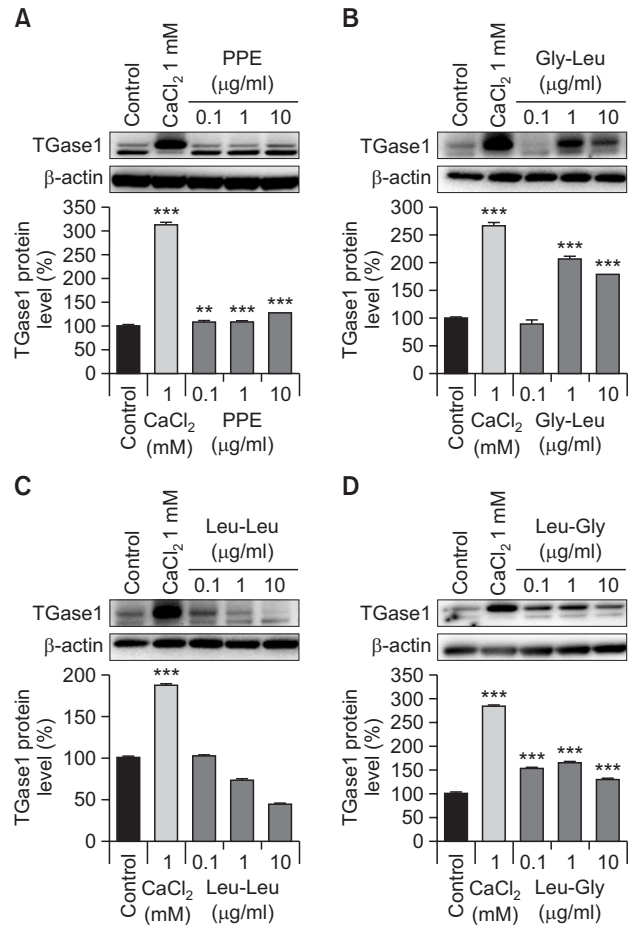 A
Control
CaCl₂ 1 mM
PPE
(μg/ml)
0.1 1 10
TGase1
β-actin
TGase1 protein
level (%)
350
300
250
200
150
100
50
0
***
** *** ***
Control
1
CaCl₂
(mM)
0.1 1 10
PPE
(μg/ml)
B
Control
CaCl₂ 1 mM
Gly-Leu
(μg/ml)
0.1 1 10
TGase1
β-actin
TGase1 protein
level (%)
300
250
200
150
100
50
0
***
*** ***
Control
1
CaCl₂
(mM)
0.1 1 10
Gly-Leu
(μg/ml)
C
Control
CaCl₂ 1 mM
Leu-Leu
(μg/ml)
0.1 1 10
TGase1
β-actin
TGase1 protein
level (%)
200
150
100
50
0
***
Control
1
CaCl₂
(mM)
0.1 1 10
Leu-Leu
(μg/ml)
D
Control
CaCl₂ 1 mM
Leu-Gly
(μg/ml)
0.1 1 10
TGase1
β-actin
TGase1 protein
level (%)
350
300
250
200
150
100
50
0
***
*** *** ***
Control
1
CaCl₂
(mM)
0.1 1 10
Leu-Gly
(μg/ml)